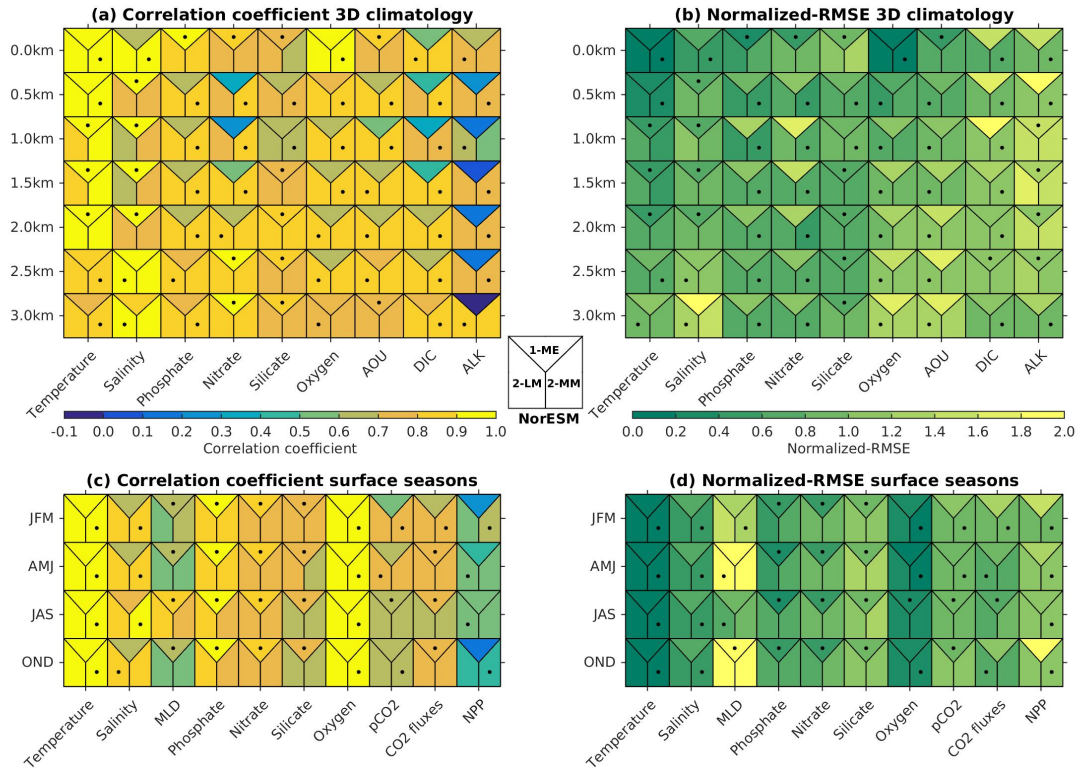 (a) Correlation coefficient 3D climatology
0.0km
0.5km
1.0km
1.5km
2.0km
2.5km
3.0km
Temperature
Salinity
Phosphate
Nitrate
Silicate
Oxygen
AOU
DIC
ALK
-0.1 0.0 0.1 0.2 0.3 0.4 0.5 0.6 0.7 0.8 0.9 1.0
Correlation coefficient
1-ME
2-LM 2-MM
NorESM
(b) Normalized-RMSE 3D climatology
0.0km
0.5km
1.0km
1.5km
2.0km
2.5km
3.0km
Temperature
Salinity
Phosphate
Nitrate
Silicate
Oxygen
AOU
DIC
ALK
0.0 0.2 0.4 0.6 0.8 1.0 1.2 1.4 1.6 1.8 2.0
Normalized-RMSE
(c) Correlation coefficient surface seasons
JFM
AMJ
JAS
OND
Temperature
Salinity
MLD
Phosphate
Nitrate
Silicate
Oxygen
pCO2
CO2 fluxes
NPP
(d) Normalized-RMSE surface seasons
JFM
AMJ
JAS
OND
Temperature
Salinity
MLD
Phosphate
Nitrate
Silicate
Oxygen
pCO2
CO2 fluxes
NPP